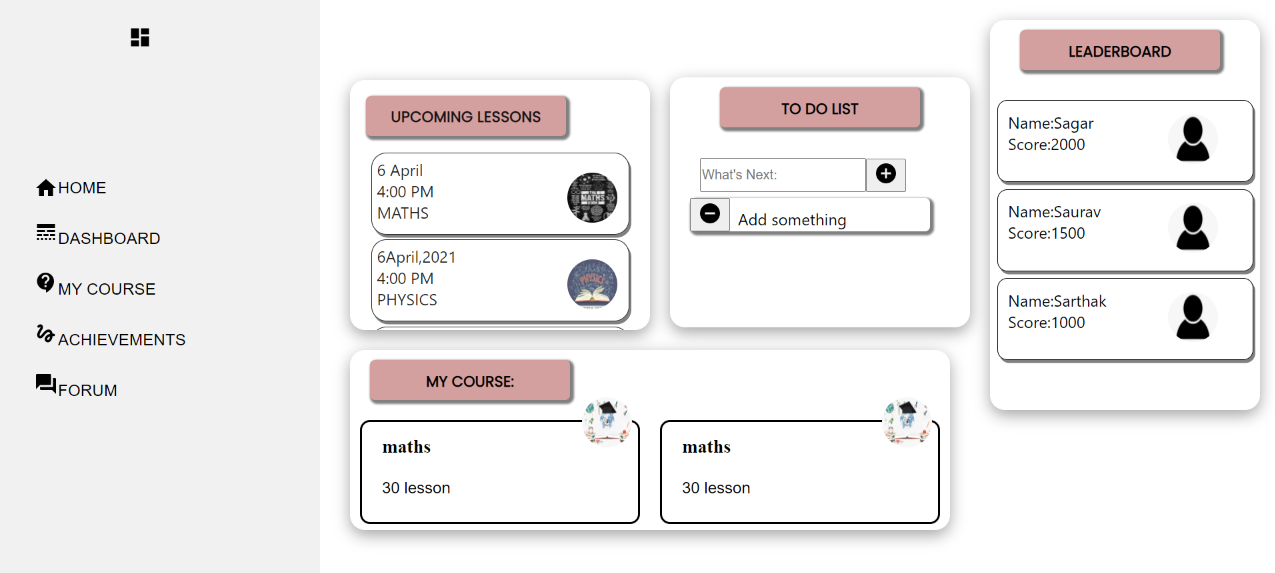 HOME
DASHBOARD
MY COURSE
ACHIEVEMENTS
FORUM
UPCOMING LESSONS
6 April
4:00 PM
MATHS
MATHS
6April,2021
4:00 PM
PHYSICS
PHYSICS
TO DO LIST
What's Next:
Add something
LEADERBOARD
Name:Sagar
Score:2000
Name:Saurav
Score:1500
Name:Sarthak
Score:1000
MY COURSE:
maths
30 lesson
maths
30 lesson